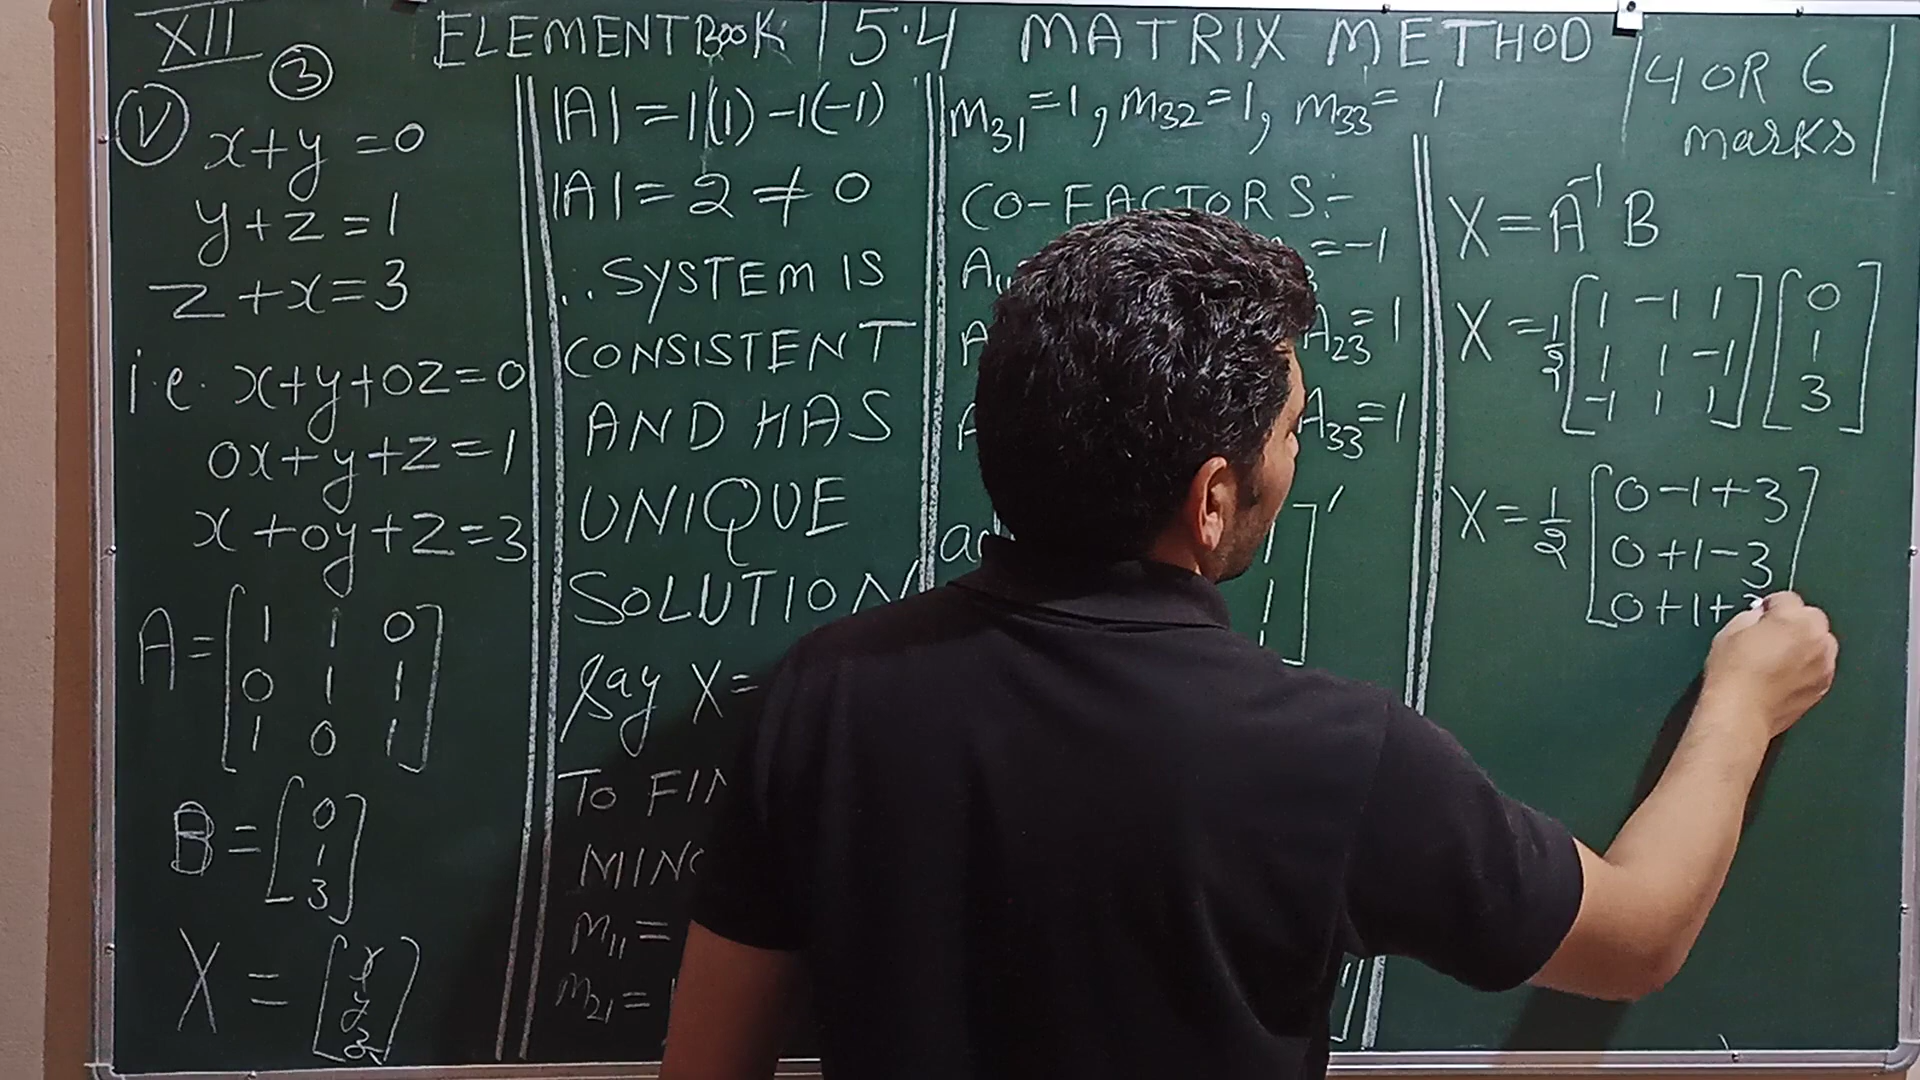 XII
ELEMENTBOOK 5.4 MATRIX METHOD
4 OR 6
marks
3
V
x+y=0
y+z=1
z+x=3
i.e. x+y+0z=0
0x+y+z=1
x+0y+z=3
A=[1 1 0
0 1 1
1 0 1]
B=[0
1
3]
X=[x
y
z]
|A|=1(1)-1(-1)
|A|=2≠0
∴SYSTEM IS
CONSISTENT
AND HAS
UNIQUE
SOLUTION
say X=
TO
m11=
m21=
m31=1, m32=1, m33=1
CO-FACTORS:-
=-1
A23=1
A33=1
X=A⁻¹B
X=1/2[1 -1 1
1 1 -1
-1 1 1][0
1
3]
X=1/2[0-1+3
0+1-3
0+1+